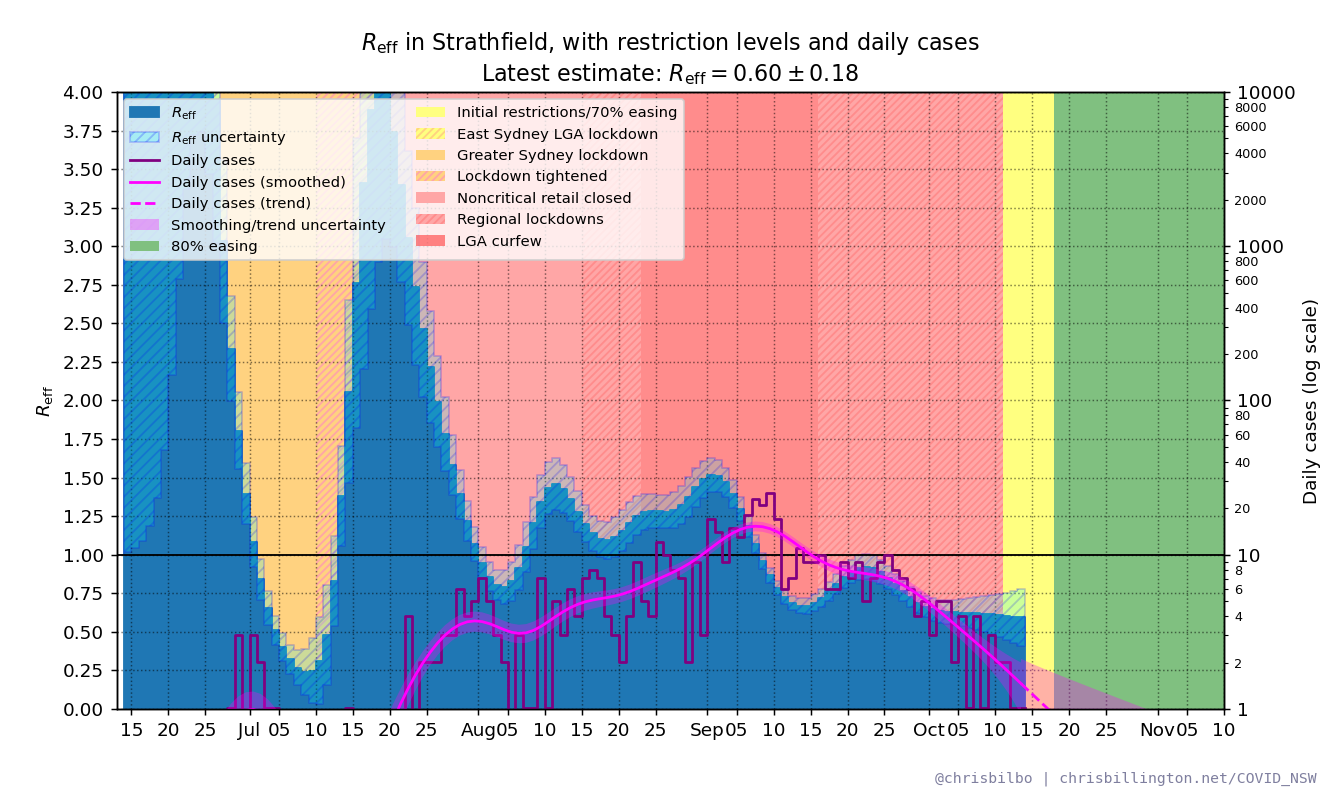 Reff in Strathfield, with restriction levels and daily cases
Latest estimate: Reff = 0.60 ± 0.18
Reff
Reff uncertainty
Daily cases
Daily cases (smoothed)
Daily cases (trend)
Smoothing/trend uncertainty
80% easing
Initial restrictions/70% easing
East Sydney LGA lockdown
Greater Sydney lockdown
Lockdown tightened
Noncritical retail closed
Regional lockdowns
LGA curfew
Reff
4.00
3.75
3.50
3.25
3.00
2.75
2.50
2.25
2.00
1.75
1.50
1.25
1.00
0.75
0.50
0.25
0.00
10000
8000
6000
4000
2000
1000
800
600
400
200
100
80
60
40
20
10
8
6
4
2
1
Daily cases (log scale)
15 20 25 Jul 05 10 15 20 25 Aug 05 10 15 20 25 Sep 05 10 15 20 25 Oct 05 10 15 20 25 Nov 05 10
@chrisbilbo | chrisbillington.net/COVID_NSW